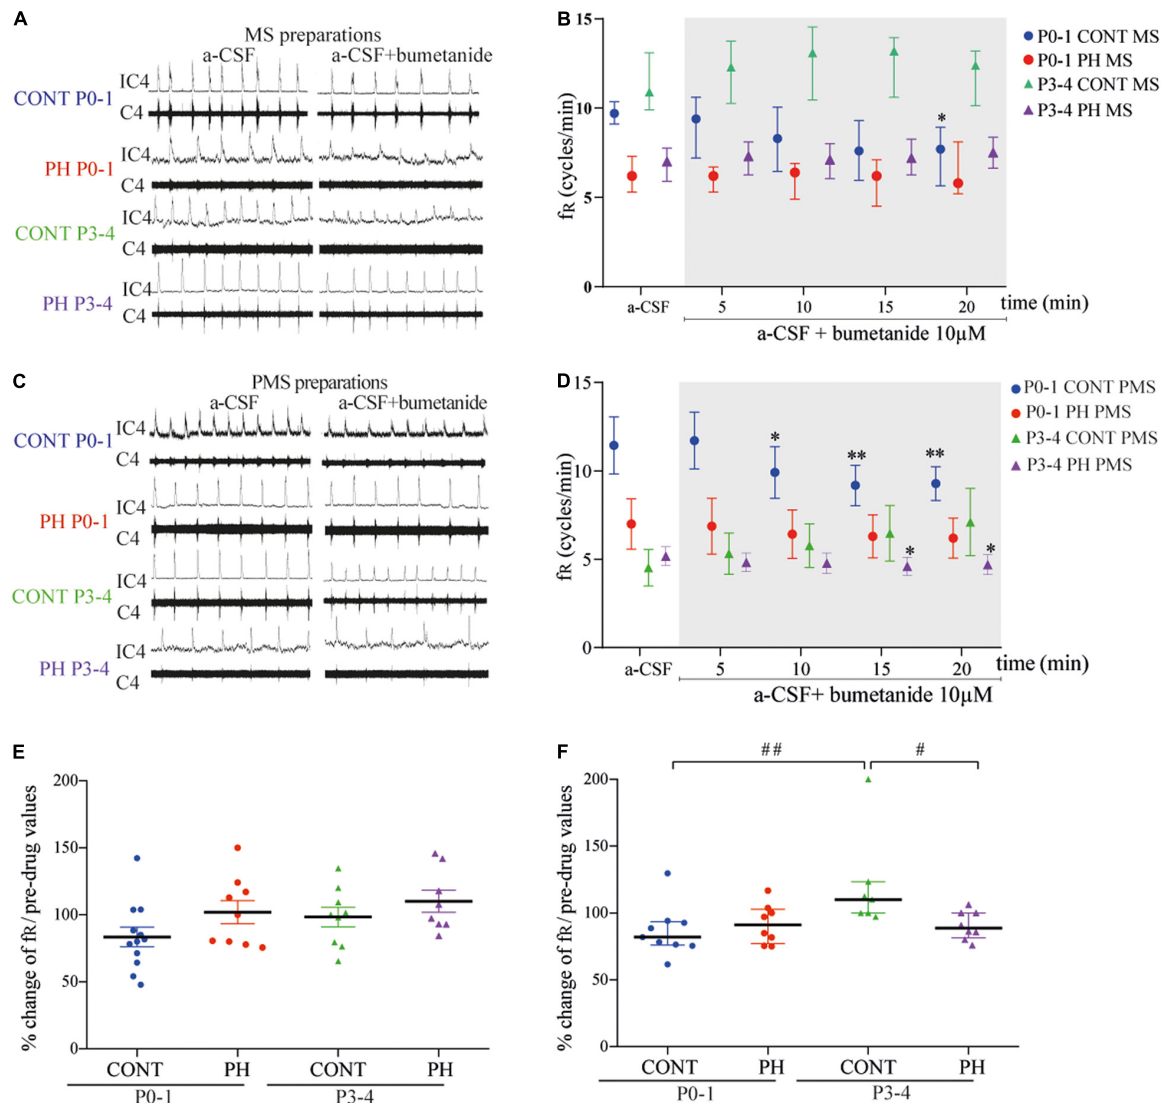 A
MS preparations
a-CSF
a-CSF+bumetanide
CONT P0-1
IC4
C4
PH P0-1
IC4
C4
CONT P3-4
IC4
C4
PH P3-4
IC4
C4
B
fR (cycles/min)
15
10
5
0
*
a-CSF
5
10
15
20
time (min)
a-CSF + bumetanide 10µM
P0-1 CONT MS
P0-1 PH MS
P3-4 CONT MS
P3-4 PH MS
C
PMS preparations
a-CSF
a-CSF+bumetanide
CONT P0-1
IC4
C4
PH P0-1
IC4
C4
CONT P3-4
IC4
C4
PH P3-4
IC4
C4
D
fR (cycles/min)
15
10
5
0
*
**
**
*
*
a-CSF
5
10
15
20
time (min)
a-CSF+ bumetanide 10µM
P0-1 CONT PMS
P0-1 PH PMS
P3-4 CONT PMS
P3-4 PH PMS
E
% change of fR/ pre-drug values
200
150
100
50
0
CONT
PH
CONT
PH
P0-1
P3-4
F
% change of fR/ pre-drug values
##
#
200
150
100
50
0
CONT
PH
CONT
PH
P0-1
P3-4